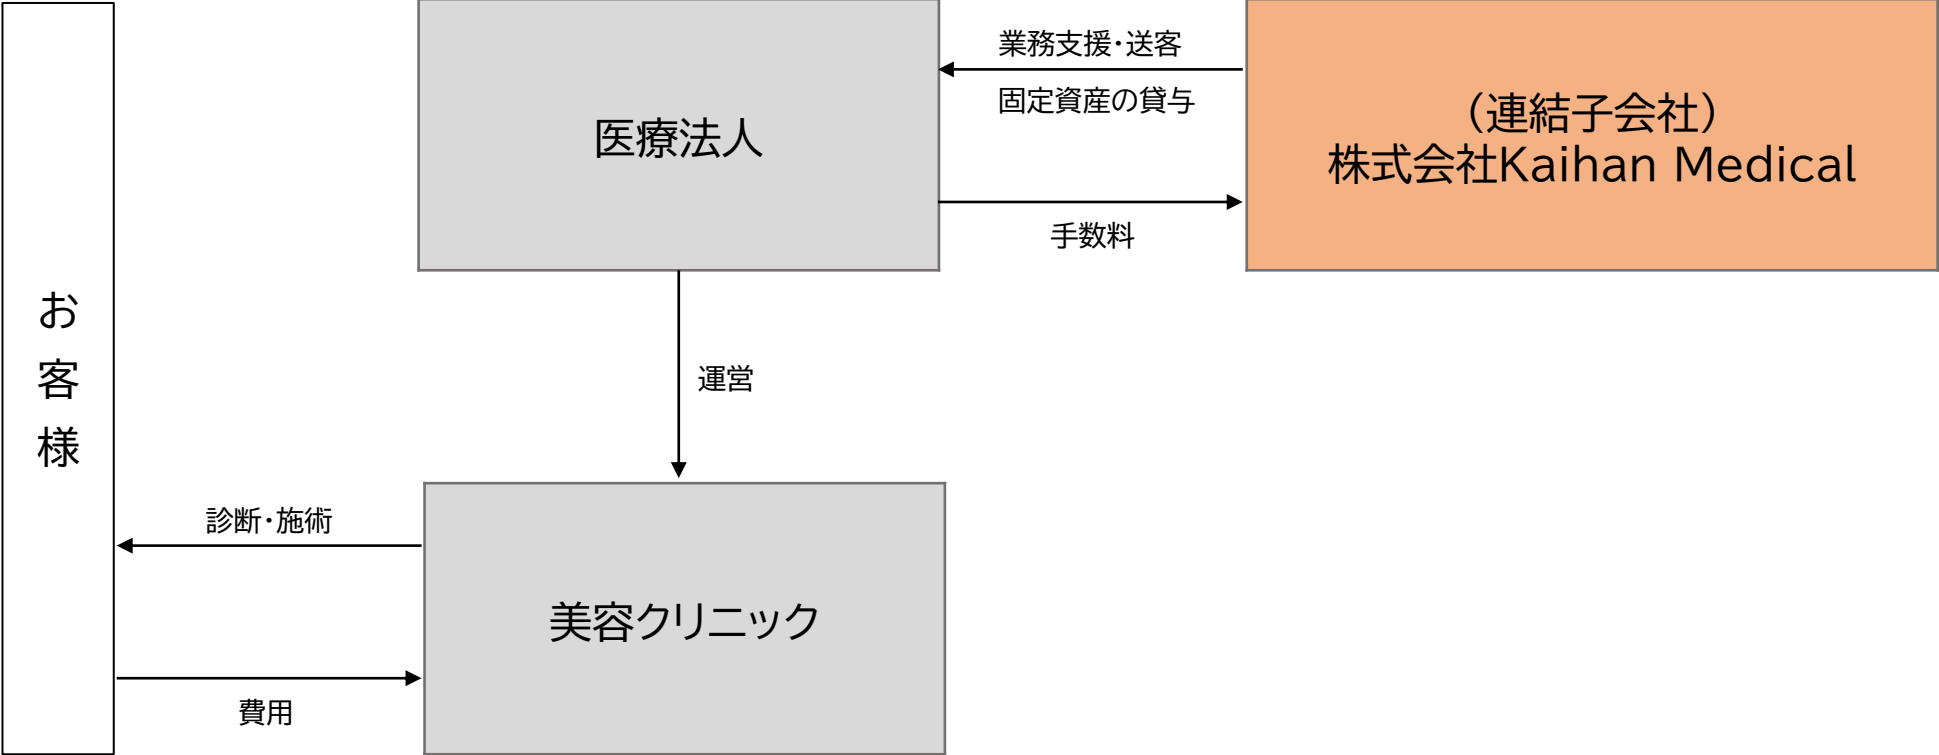 お客様
医療法人
業務支援・送客
固定資産の貸与
手数料
（連結子会社）
株式会社Kaihan Medical
運営
診断・施術
費用
美容クリニック